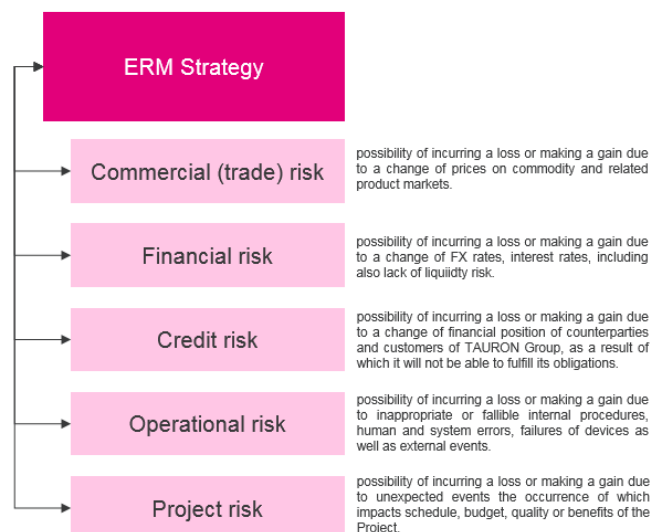 ERM Strategy
Commercial (trade) risk
possibility of incurring a loss or making a gain due
to a change of prices on commodity and related
product markets.
Financial risk
possibility of incurring a loss or making a gain due
to a change of FX rates, interest rates, including
also lack of liquiidty risk.
Credit risk
possibility of incurring a loss or making a gain due
to a change of financial position of counterparties
and customers of TAURON Group, as a result of
which it will not be able to fulfill its obligations.
Operational risk
possibility of incurring a loss or making a gain due
to inappropriate or fallible internal procedures,
human and system errors, failures of devices as
well as external events.
Project risk
possibility of incurring a loss or making a gain due
to unexpected events the occurrence of which
impacts schedule, budget, quality or benefits of the
Project.